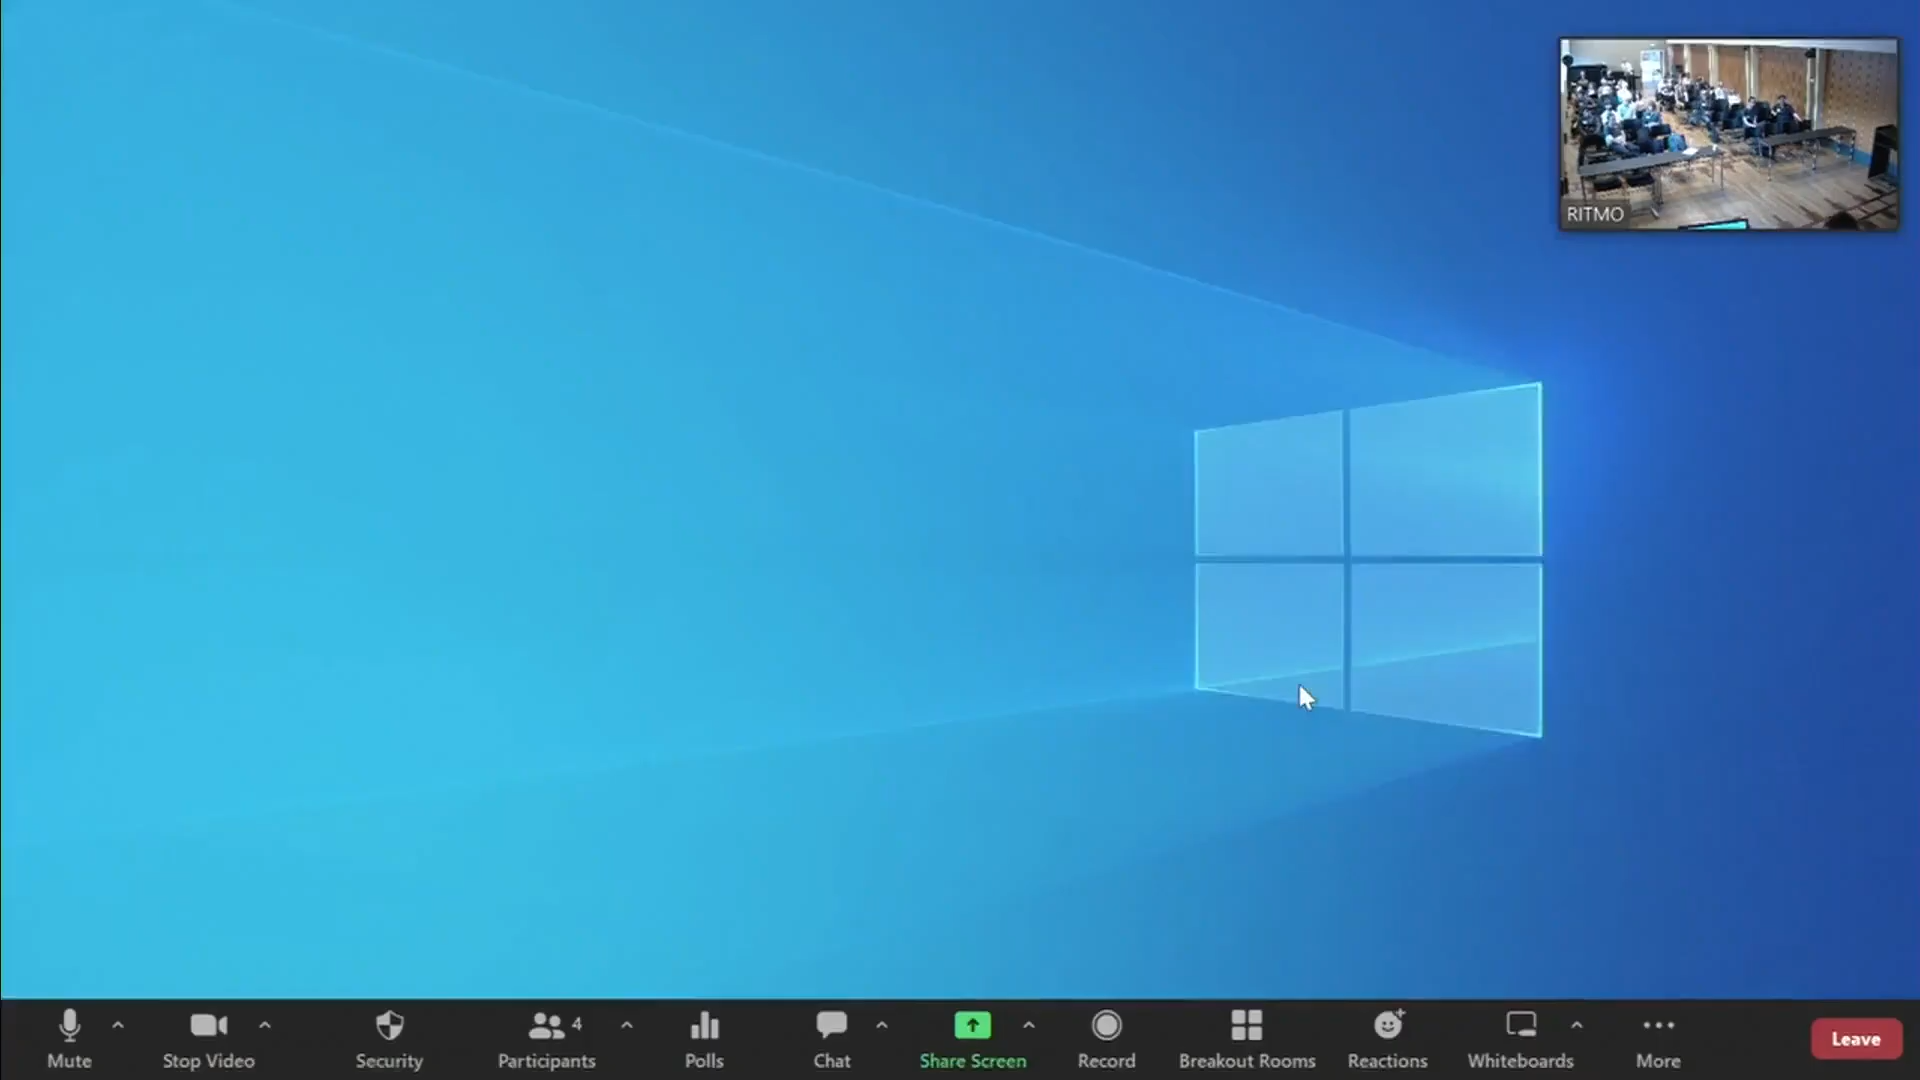 RITMO
4
Mute
Stop Video
Security
Participants
Polls
Chat
Share Screen
Record
Breakout Rooms
Reactions
Whiteboards
More
Leave